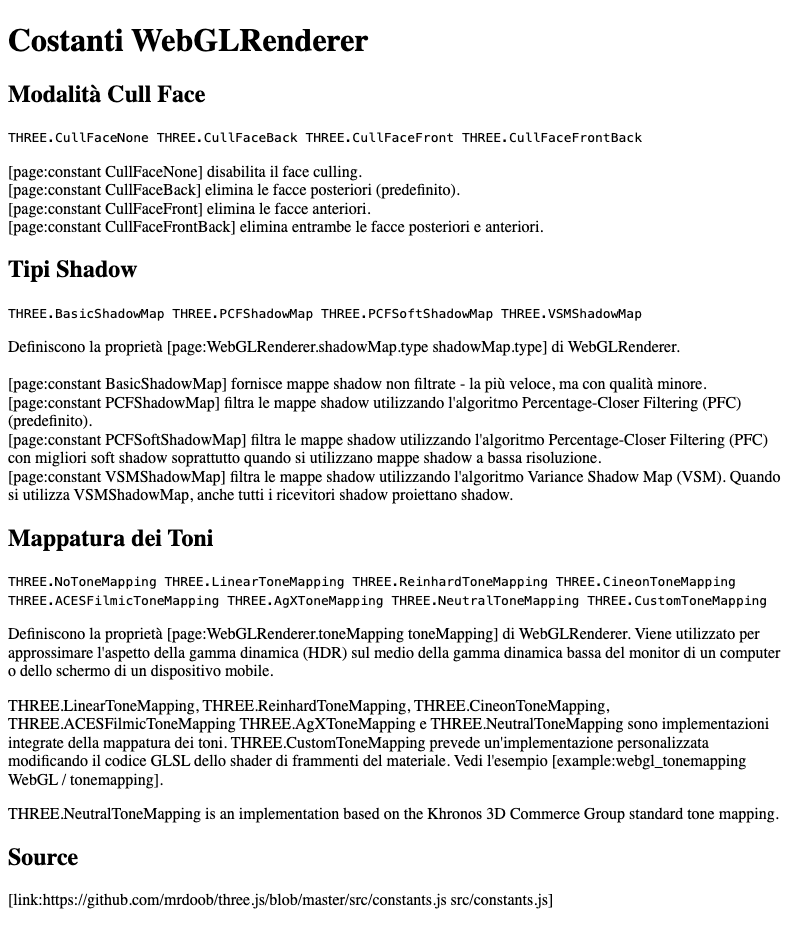 Costanti WebGLRenderer
Modalità Cull Face
THREE.CullFaceNone THREE.CullFaceBack THREE.CullFaceFront THREE.CullFaceFrontBack
[page:constant CullFaceNone] disabilita il face culling.
[page:constant CullFaceBack] elimina le facce posteriori (predefinito).
[page:constant CullFaceFront] elimina le facce anteriori.
[page:constant CullFaceFrontBack] elimina entrambe le facce posteriori e anteriori.
Tipi Shadow
THREE.BasicShadowMap THREE.PCFShadowMap THREE.PCFSoftShadowMap THREE.VSMShadowMap
Definiscono la proprietà [page:WebGLRenderer.shadowMap.type shadowMap.type] di WebGLRenderer.
[page:constant BasicShadowMap] fornisce mappe shadow non filtrate - la più veloce, ma con qualità minore.
[page:constant PCFShadowMap] filtra le mappe shadow utilizzando l'algoritmo Percentage-Closer Filtering (PFC)
(predefinito).
[page:constant PCFSoftShadowMap] filtra le mappe shadow utilizzando l'algoritmo Percentage-Closer Filtering (PFC)
con migliori soft shadow soprattutto quando si utilizzano mappe shadow a bassa risoluzione.
[page:constant VSMShadowMap] filtra le mappe shadow utilizzando l'algoritmo Variance Shadow Map (VSM). Quando
si utilizza VSMShadowMap, anche tutti i ricevitori shadow proiettano shadow.
Mappatura dei Toni
THREE.NoToneMapping THREE.LinearToneMapping THREE.ReinhardToneMapping THREE.CineonToneMapping
THREE.ACESFilmicToneMapping THREE.AgXToneMapping THREE.NeutralToneMapping THREE.CustomToneMapping
Definiscono la proprietà [page:WebGLRenderer.toneMapping toneMapping] di WebGLRenderer. Viene utilizzato per
approssimare l'aspetto della gamma dinamica (HDR) sul medio della gamma dinamica bassa del monitor di un computer
o dello schermo di un dispositivo mobile.
THREE.LinearToneMapping, THREE.ReinhardToneMapping, THREE.CineonToneMapping,
THREE.ACESFilmicToneMapping THREE.AgXToneMapping e THREE.NeutralToneMapping sono implementazioni
integrate della mappatura dei toni. THREE.CustomToneMapping prevede un'implementazione personalizzata
modificando il codice GLSL dello shader di frammenti del materiale. Vedi l'esempio [example:webgl_tonemapping
WebGL / tonemapping].
THREE.NeutralToneMapping is an implementation based on the Khronos 3D Commerce Group standard tone mapping.
Source
[link:https://github.com/mrdoob/three.js/blob/master/src/constants.js src/constants.js]